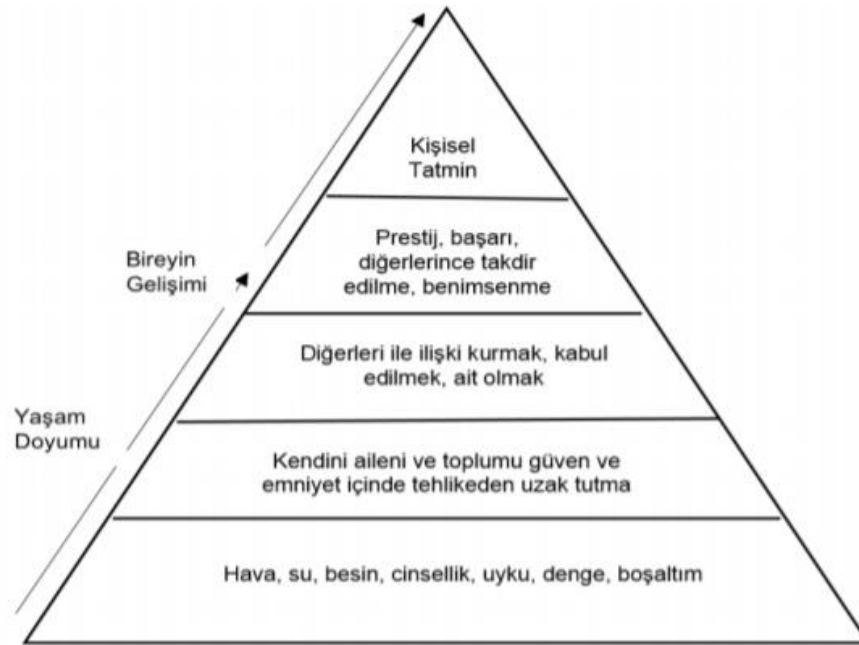 Kişisel
Tatmin
Prestij, başarı,
diğerlerince takdir
edilme, benimsenme
Bireyin
Gelişimi
Diğerleri ile ilişki kurmak, kabul
edilmek, ait olmak
Yaşam
Doyumu
Kendini aileni ve toplumu güven ve
emniyet içinde tehlikeden uzak tutma
Hava, su, besin, cinsellik, uyku, denge, boşaltım